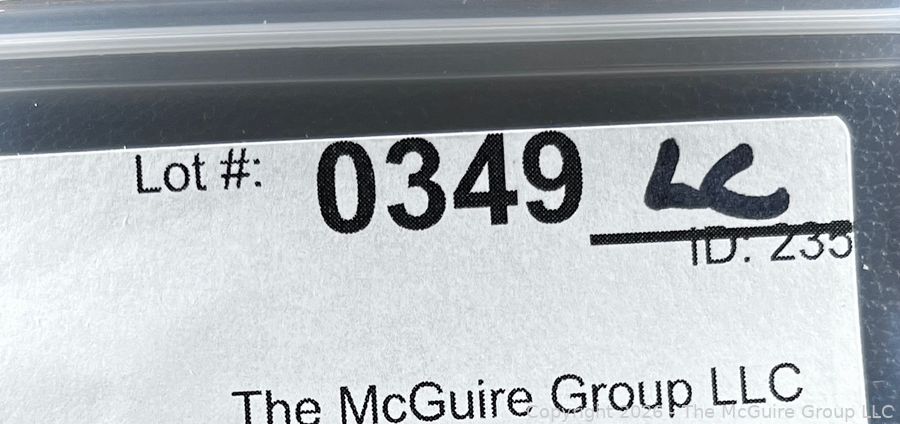 Lot #: 0349 LC
ID: 235
The McGuire Group LLC
Copyright 2026 - The McGuire Group LLC